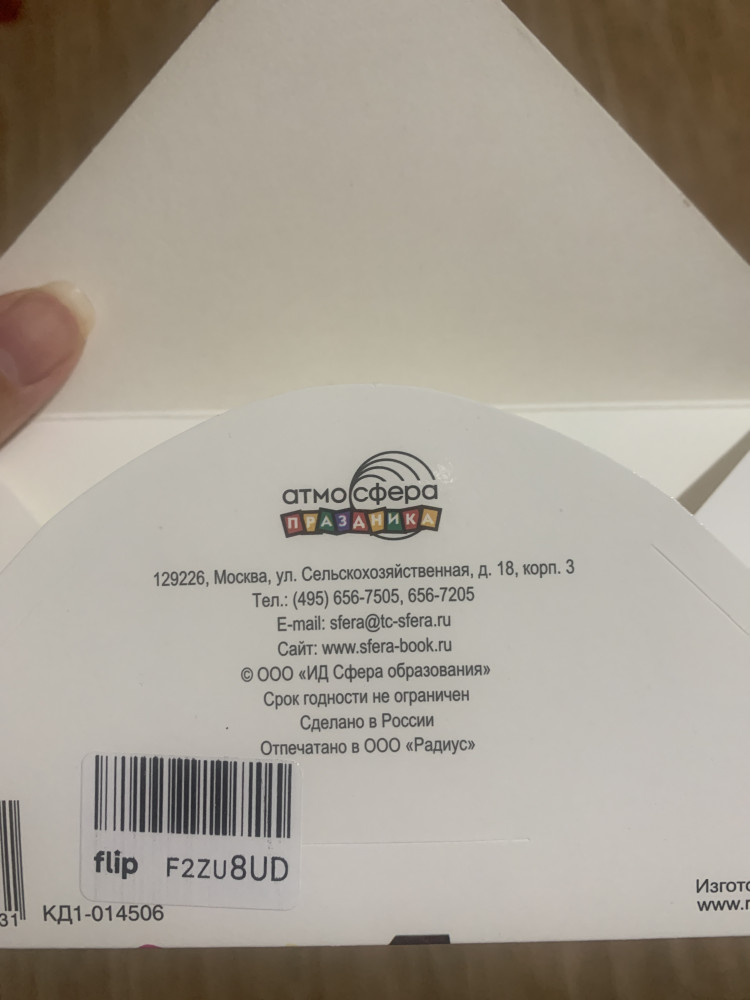 атмосфера
ПРАЗДНИКА
129226, Москва, ул. Сельскохозяйственная, д. 18, корп. 3
Тел.: (495) 656-7505, 656-7205
E-mail: sfera@tc-sfera.ru
Сайт: www.sfera-book.ru
© ООО «ИД Сфера образования»
Срок годности не ограничен
Сделано в России
Отпечатано в ООО «Радиус»
flip F2ZU8UD
31
КД1-014506